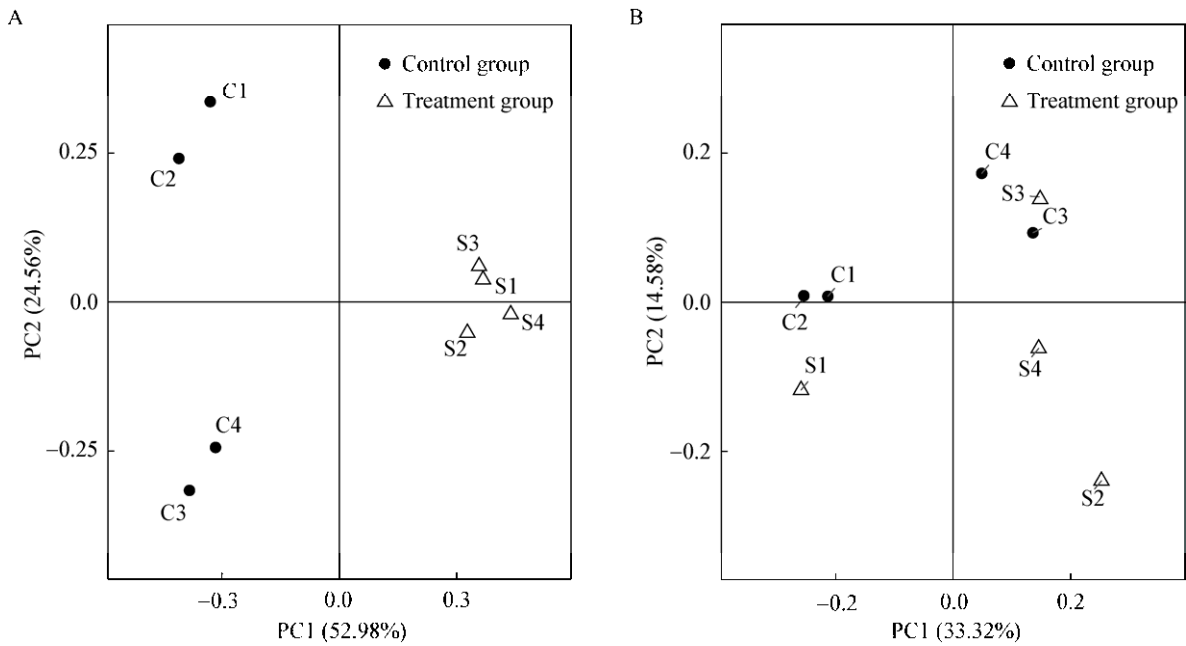 A
Control group
Treatment group
C1
C2
S3
S1
S4
S2
C4
C3
0.25
0.0
−0.25
PC2 (24.56%)
−0.3
0.0
0.3
PC1 (52.98%)
B
Control group
Treatment group
C4
S3
C3
C1
C2
S1
S4
S2
0.2
0.0
−0.2
PC2 (14.58%)
−0.2
0.0
0.2
PC1 (33.32%)